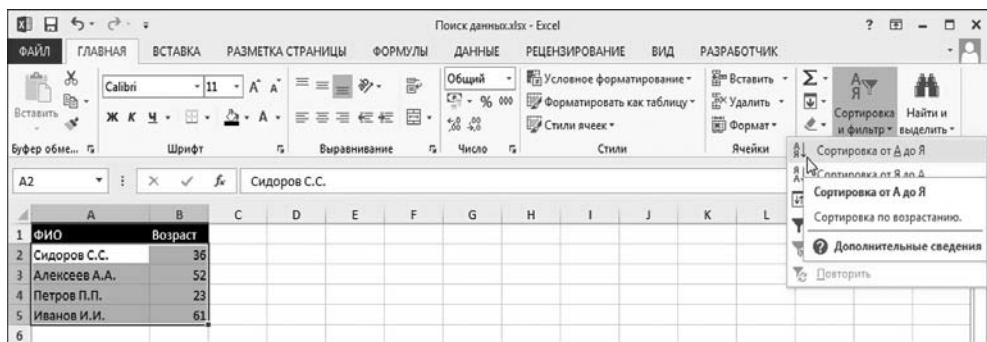 Поиск данных.xlsx - Excel
ФАЙЛ ГЛАВНАЯ ВСТАВКА РАЗМЕТКА СТРАНИЦЫ ФОРМУЛЫ ДАННЫЕ РЕЦЕНЗИРОВАНИЕ ВИД РАЗРАБОТЧИК
Вставить
Calibri 11
Ж К Ч
Общий
% 000
Условное форматирование
Форматировать как таблицу
Стили ячеек
Вставить
Удалить
Формат
Сортировка и фильтр
Найти и выделить
Буфер обме... Шрифт Выравнивание Число Стили Ячейки
A2 fx Сидоров С.С.
A B C D E F G H I J K L
1 ФИО Возраст
2 Сидоров С.С. 36
3 Алексеев А.А. 52
4 Петров П.П. 23
5 Иванов И.И. 61
6
Сортировка от А до Я
Сортировка от Я до А
Сортировка от А до Я
Сортировка по возрастанию.
Дополнительные сведения
Повторить